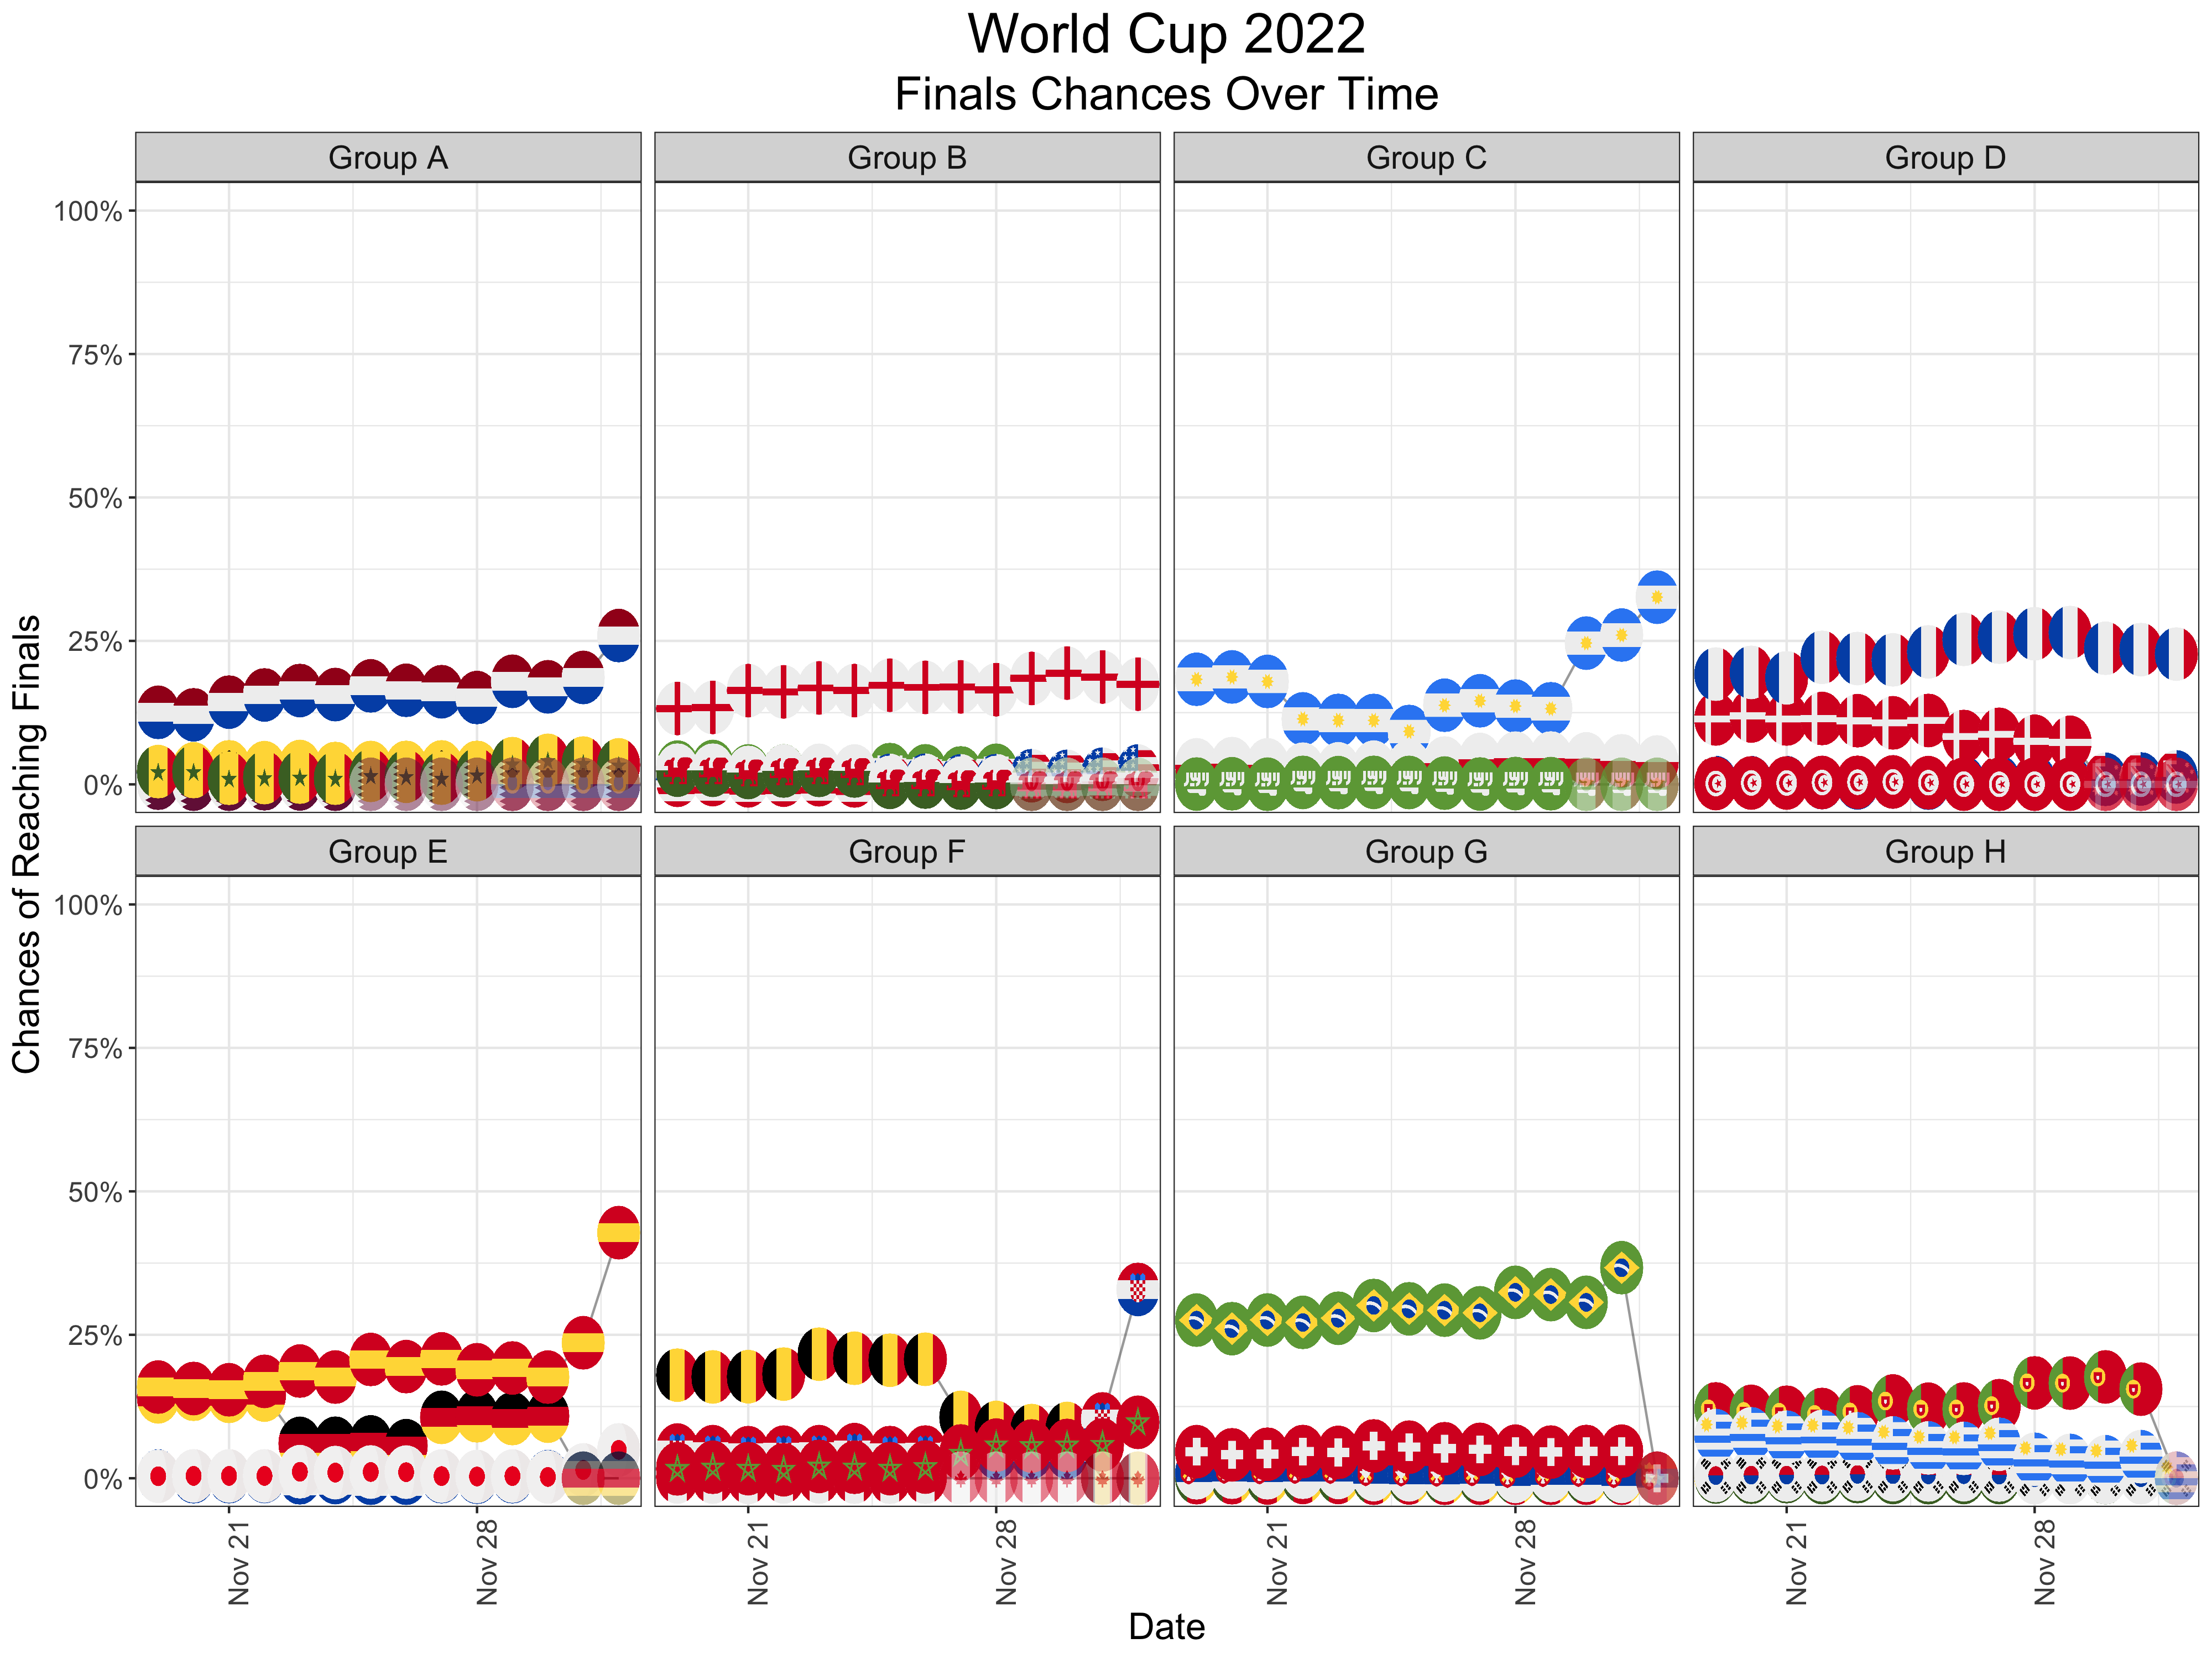 World Cup 2022
Finals Chances Over Time
Group A
Group B
Group C
Group D
100%
75%
50%
25%
0%
Group E
Group F
Group G
Group H
100%
75%
50%
25%
0%
Nov 21
Nov 28
Nov 21
Nov 28
Nov 21
Nov 28
Nov 21
Nov 28
Date
Chances of Reaching Finals